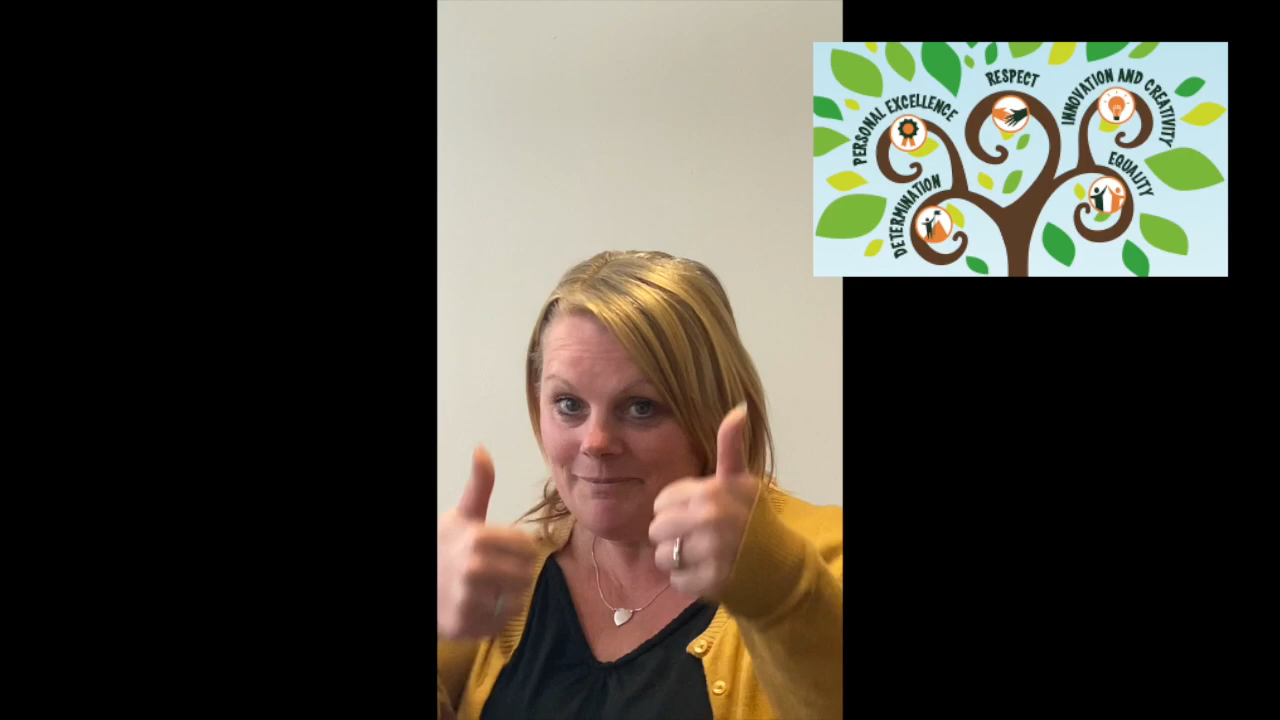 DETERMINATION
PERSONAL EXCELLENCE
RESPECT
INNOVATION AND CREATIVITY
EQUALITY